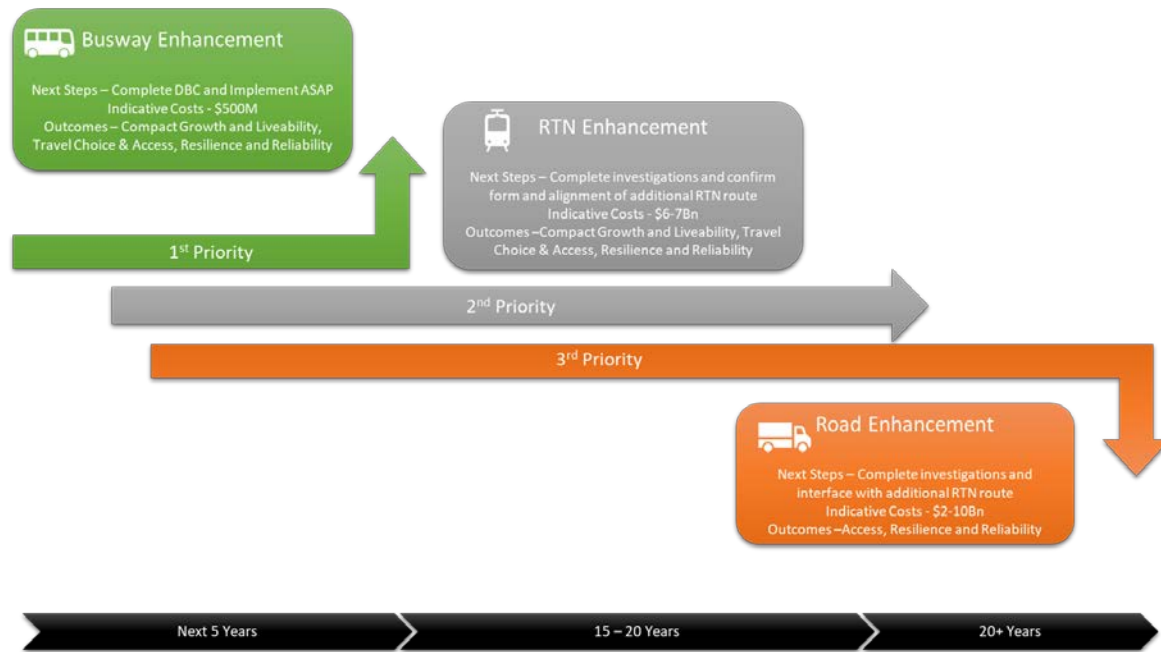 Busway Enhancement
Next Steps – Complete DBC and Implement ASAP
Indicative Costs - $500M
Outcomes – Compact Growth and Liveability,
Travel Choice & Access, Resilience and Reliability
1st Priority
RTN Enhancement
Next Steps – Complete investigations and confirm
form and alignment of additional RTN route
Indicative Costs - $6-7Bn
Outcomes –Compact Growth and Liveability, Travel
Choice & Access, Resilience and Reliability
2nd Priority
3rd Priority
Road Enhancement
Next Steps – Complete investigations and
interface with additional RTN route
Indicative Costs - $2-10Bn
Outcomes –Access, Resilience and Reliability
Next 5 Years
15 – 20 Years
20+ Years